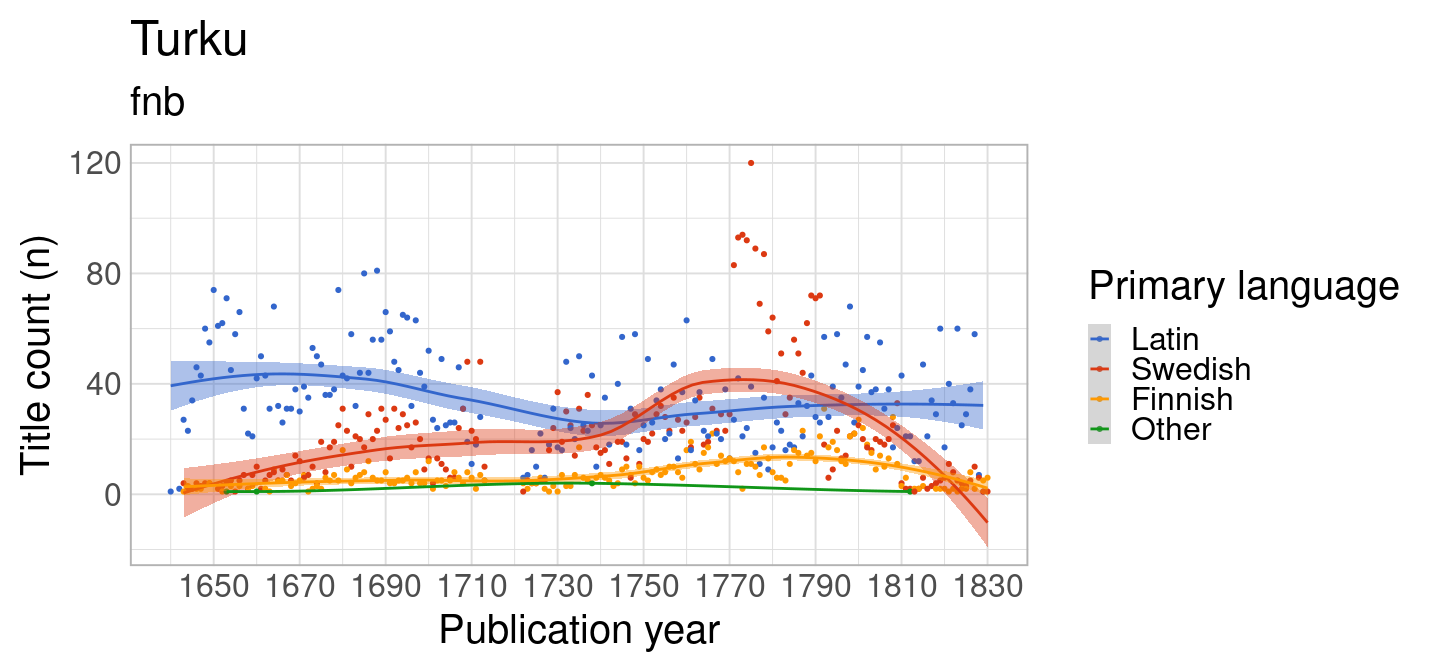 Turku
fnb
120
80
40
0
Title count (n)
1650 1670 1690 1710 1730 1750 1770 1790 1810 1830
Publication year
Primary language
Latin
Swedish
Finnish
Other